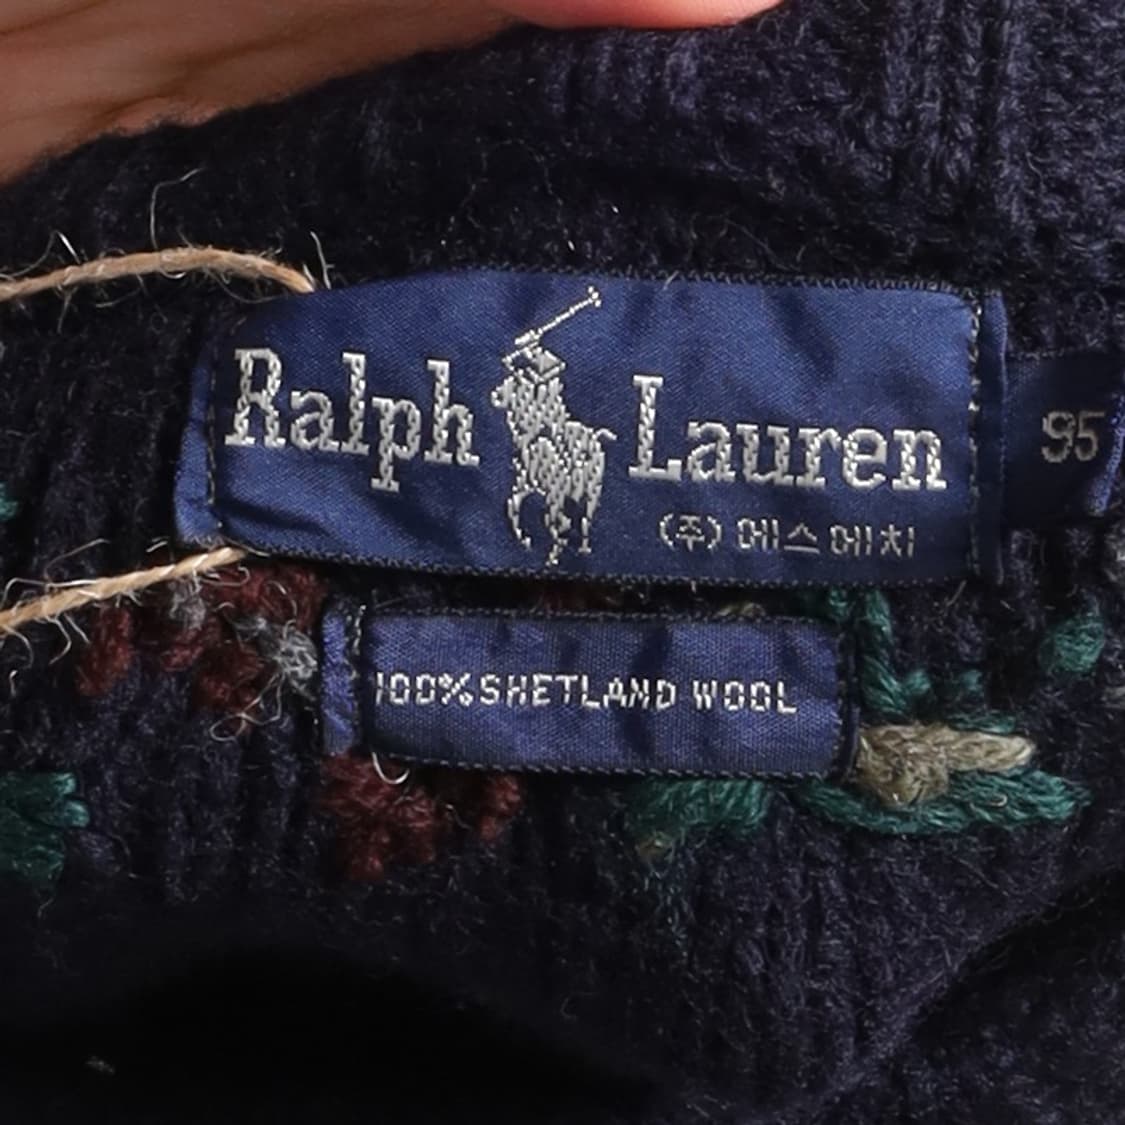 Ralph Lauren
(주) 에스에치
95
100% SHETLAND WOOL